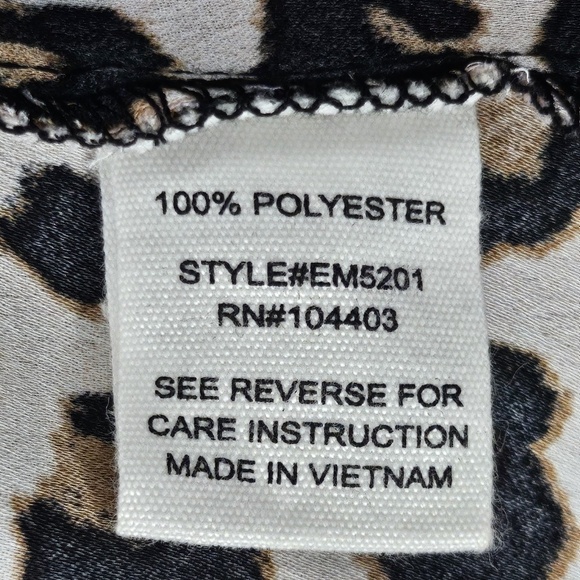 100% POLYESTER
STYLE#EM5201
RN#104403
SEE REVERSE FOR
CARE INSTRUCTION
MADE IN VIETNAM